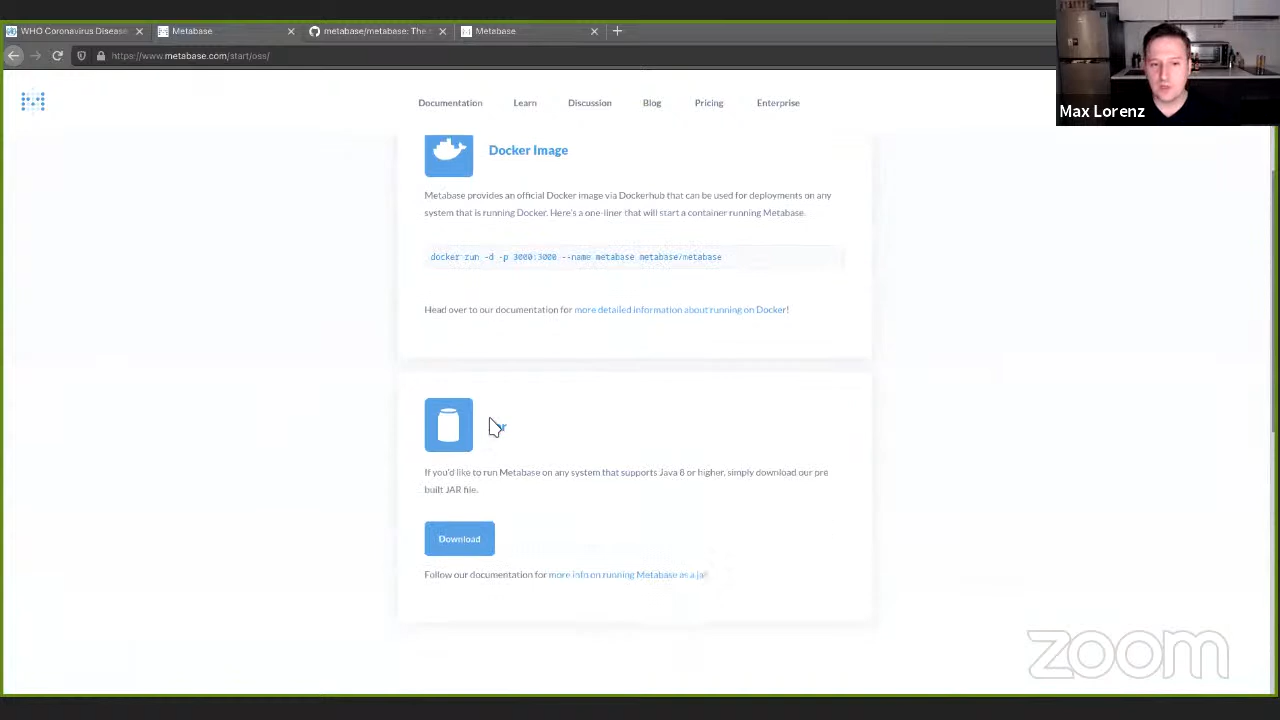 WHO Coronavirus Disease
Metabase
metabase/metabase: The s
Metabase
https://www.metabase.com/start/oss/
Max Lorenz
Documentation
Learn
Discussion
Blog
Pricing
Enterprise
Docker Image
Metabase provides an official Docker image via Dockerhub that can be used for deployments on any
system that is running Docker. Here's a one-liner that will start a container running Metabase.
docker run -d -p 3000:3000 --name metabase metabase/metabase
Head over to our documentation for more detailed information about running on Docker!
If you'd like to run Metabase on any system that supports Java 8 or higher, simply download our pre
built JAR file.
Download
Follow our documentation for more info on running Metabase as a jar
zoom